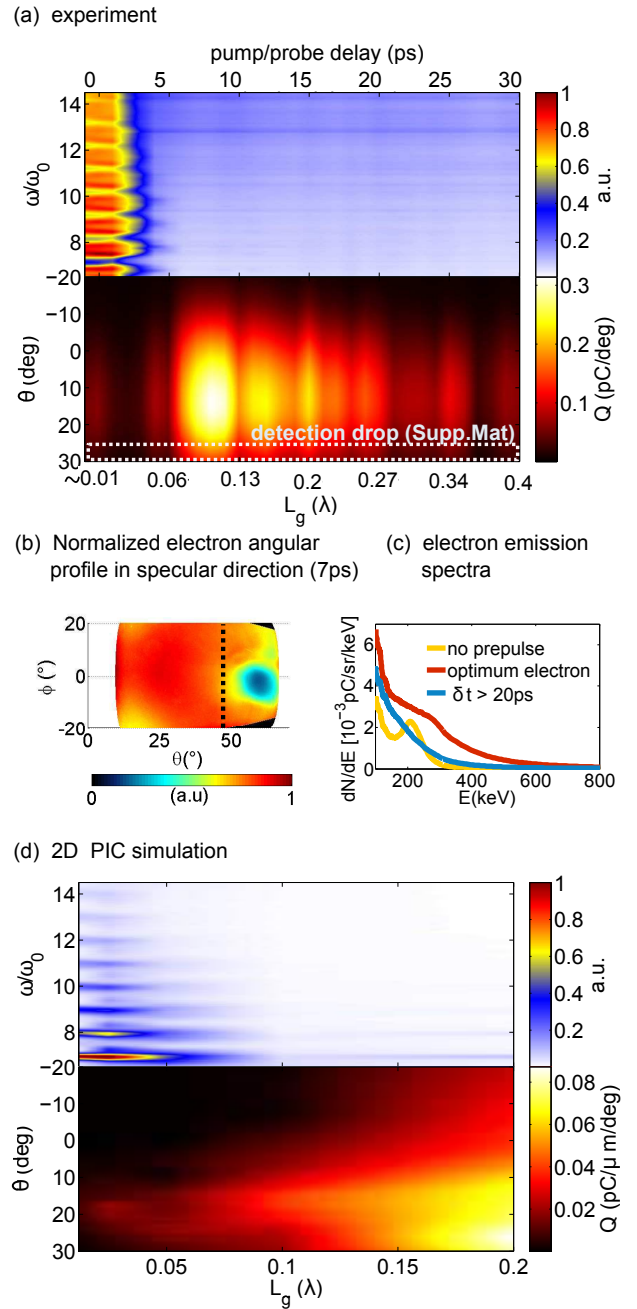 (a) experiment
pump/probe delay (ps)
0 5 8 12 16 21 25 30
14
12
10
8
ω/ω0
1
0.8
0.6
0.4
0.2
a.u.
−20
−10
0
10
20
30
θ (deg)
0.3
0.2
0.1
Q (pC/deg)
detection drop (Supp.Mat)
~0.01 0.06 0.13 0.2 0.27 0.34 0.4
Lg (λ)
(b) Normalized electron angular
profile in specular direction (7ps)
20
0
-20
ϕ (°)
0 25 50
θ(°)
0 (a.u) 1
(c) electron emission
spectra
dN/dE [10⁻³pC/sr/keV]
6
4
2
0
no prepulse
optimum electron
δt > 20ps
200 400 600 800
E(keV)
(d) 2D PIC simulation
14
12
10
8
ω/ω0
1
0.8
0.6
0.4
0.2
a.u.
−20
−10
0
10
20
30
θ (deg)
0.08
0.06
0.04
0.02
Q (pC/μ m/deg)
0.05 0.1 0.15 0.2
Lg (λ)